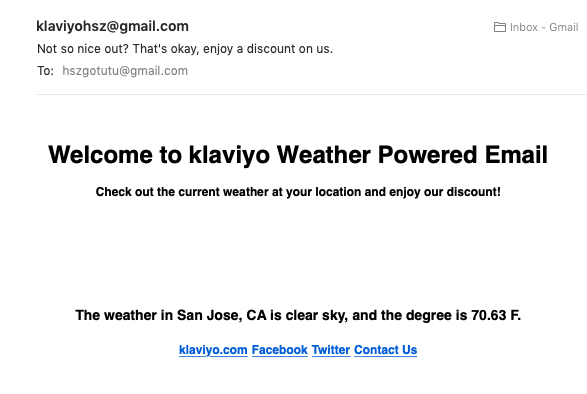 klaviyohsz@gmail.com
Inbox - Gmail
Not so nice out? That's okay, enjoy a discount on us.
To: hszgotutu@gmail.com
Welcome to klaviyo Weather Powered Email
Check out the current weather at your location and enjoy our discount!
The weather in San Jose, CA is clear sky, and the degree is 70.63 F.
klaviyo.com Facebook Twitter Contact Us